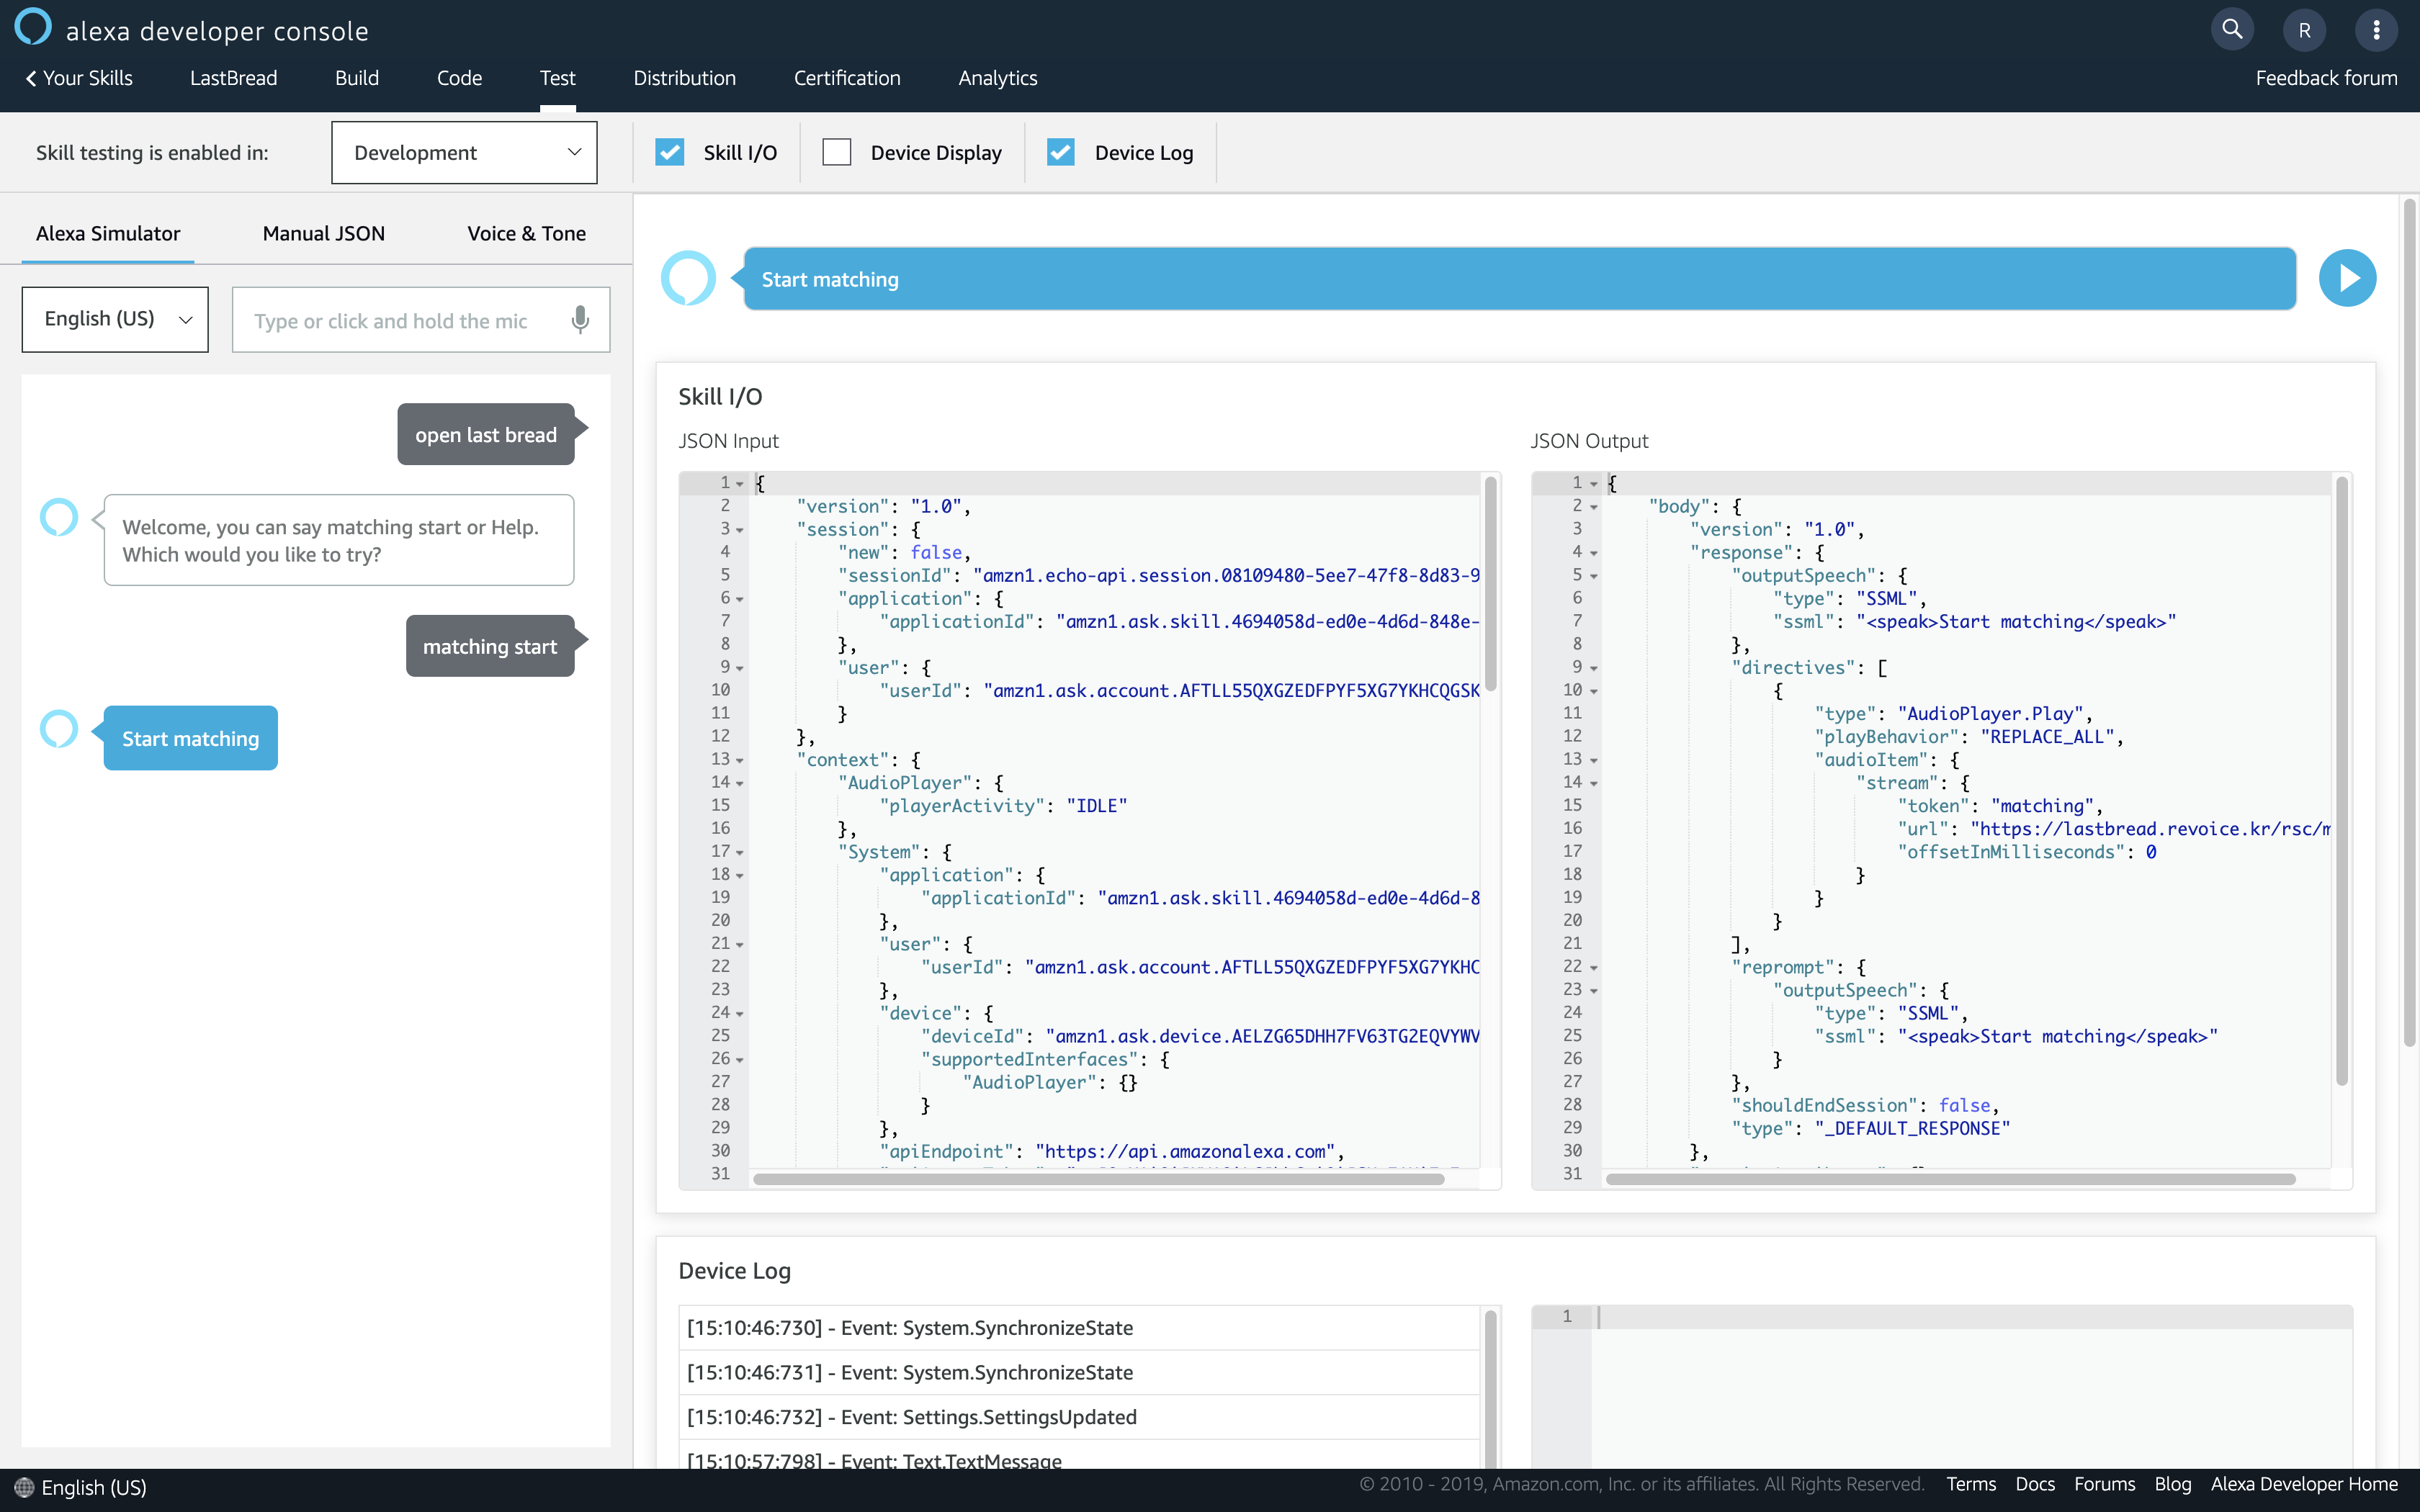 alexa developer console
R
Your Skills LastBread Build Code Test Distribution Certification Analytics Feedback forum
Skill testing is enabled in: Development Skill I/O Device Display Device Log
Alexa Simulator Manual JSON Voice & Tone
English (US) Type or click and hold the mic
open last bread
Welcome, you can say matching start or Help.
Which would you like to try?
matching start
Start matching
Start matching
Skill I/O
JSON Input
1 {
2 "version": "1.0",
3 "session": {
4 "new": false,
5 "sessionId": "amzn1.echo-api.session.08109480-5ee7-47f8-8d83-9
6 "application": {
7 "applicationId": "amzn1.ask.skill.4694058d-ed0e-4d6d-848e-
8 },
9 "user": {
10 "userId": "amzn1.ask.account.AFTLL55QXGZEDFPYF5XG7YKHCQGSK
11 }
12 },
13 "context": {
14 "AudioPlayer": {
15 "playerActivity": "IDLE"
16 },
17 "System": {
18 "application": {
19 "applicationId": "amzn1.ask.skill.4694058d-ed0e-4d6d-8
20 },
21 "user": {
22 "userId": "amzn1.ask.account.AFTLL55QXGZEDFPYF5XG7YKHC
23 },
24 "device": {
25 "deviceId": "amzn1.ask.device.AELZG65DHH7FV63TG2EQVYWV
26 "supportedInterfaces": {
27 "AudioPlayer": {}
28 }
29 },
30 "apiEndpoint": "https://api.amazonalexa.com",
31
JSON Output
1 {
2 "body": {
3 "version": "1.0",
4 "response": {
5 "outputSpeech": {
6 "type": "SSML",
7 "ssml": "<speak>Start matching</speak>"
8 },
9 "directives": [
10 {
11 "type": "AudioPlayer.Play",
12 "playBehavior": "REPLACE_ALL",
13 "audioItem": {
14 "stream": {
15 "token": "matching",
16 "url": "https://lastbread.revoice.kr/rsc/m
17 "offsetInMilliseconds": 0
18 }
19 }
20 }
21 ],
22 "reprompt": {
23 "outputSpeech": {
24 "type": "SSML",
25 "ssml": "<speak>Start matching</speak>"
26 }
27 },
28 "shouldEndSession": false,
29 "type": "_DEFAULT_RESPONSE"
30 },
31
Device Log
[15:10:46:730] - Event: System.SynchronizeState
[15:10:46:731] - Event: System.SynchronizeState
[15:10:46:732] - Event: Settings.SettingsUpdated
[15:10:57:798] - Event: Text.TextMessage
1
English (US) © 2010 - 2019, Amazon.com, Inc. or its affiliates. All Rights Reserved. Terms Docs Forums Blog Alexa Developer Home